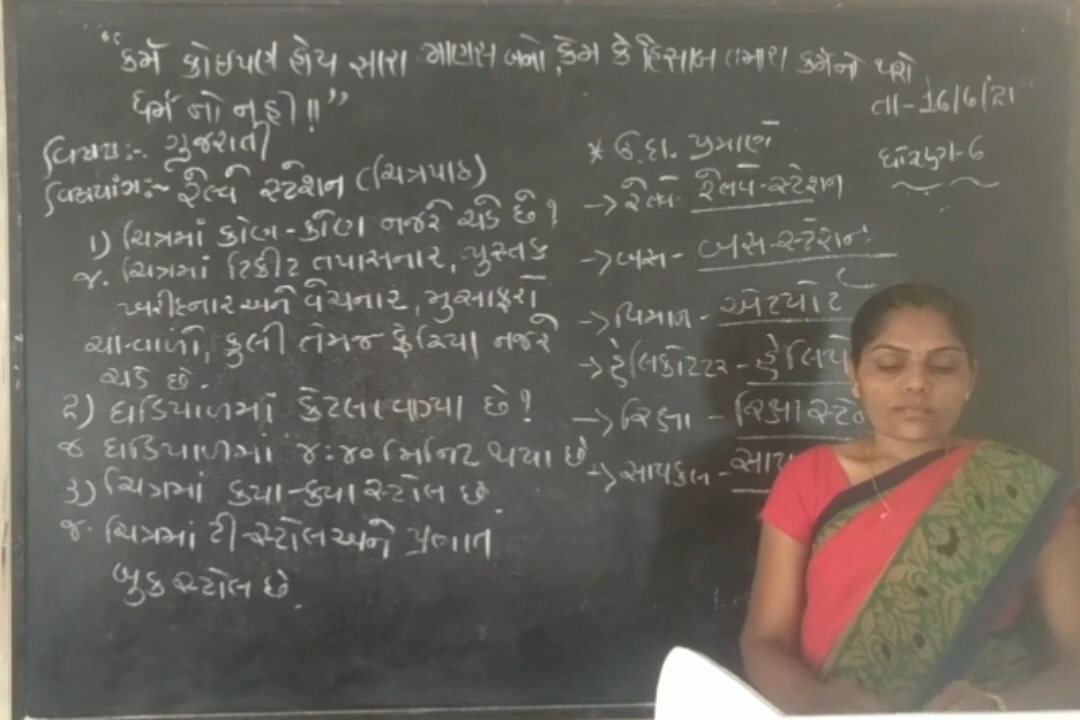 “કર્મે કોઇપણ હોય સારા માણસ બનો, કેમ કે હિસાબ તમારા કર્મનો થશે
ધર્મ નો નહી!!”
તા-16/6/21
ધોરણ-6
વિષય:- ગુજરાતી
વિષયાંગ:- રેલ્વે સ્ટેશન (ચિત્રપાઠ)
1) ચિત્રમાં કોણ-કોણ નજરે ચડે છે?
જ. ચિત્રમાં ટિકીટ તપાસનાર, પુસ્તક
ખરીદનાર અને વેચનાર, મુસાફરો
ચા-વાળો, કુલી તેમજ ફેરિયા નજરે
ચડે છે.
2) ઘડિયાળમાં કેટલા વાગ્યા છે?
જ ઘડિયાળમાં ૪:૪૦ મિનિટ થયા છે
3) ચિત્રમાં કયા-કયા સ્ટોલ છે.
જ. ચિત્રમાં ટી-સ્ટોલ અને પ્રભાત
બુક સ્ટોલ છે.
* ઉ.દા. પ્રમાણે
→ રેલ્વે- રેલવે-સ્ટેશન
→ બસ- બસ-સ્ટેશન
→ વિમાન - એરપોર્ટ
→ હેલિકોટર - હેલિપે
→ રિક્ષા - રિક્ષા સ્ટે
→ સાયકલ - સાય